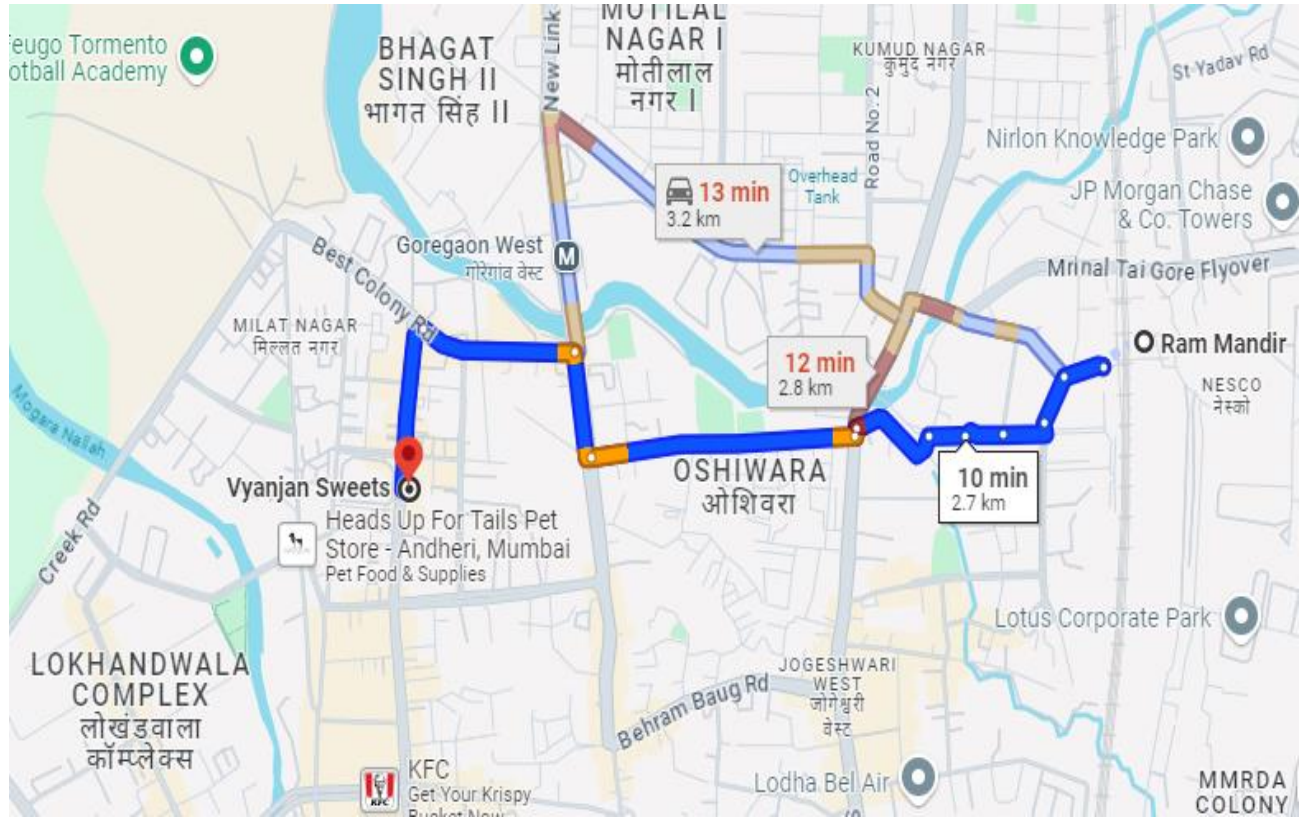 Feugo Tormento
otball Academy
BHAGAT
SINGH II
भागत सिंह II
New Link
MOTILAL
NAGAR I
मोतीलाल
नगर I
KUMUD NAGAR
कुमुद नगर
St Yadav Rd
Road No. 2
Nirlon Knowledge Park
Overhead
Tank
13 min
3.2 km
JP Morgan Chase
& Co. Towers
Goregaon West
गोरेगांव वेस्ट
M
Best Colony Rd
Mrinal Tai Gore Flyover
MILAT NAGAR
मिल्लत नगर
12 min
2.8 km
Ram Mandir
NESCO
नेस्को
Mogara Nallah
OSHIWARA
ओशिवरा
10 min
2.7 km
Vyanjan Sweets
Heads Up For Tails Pet
Store - Andheri, Mumbai
Pet Food & Supplies
Creek Rd
Lotus Corporate Park
LOKHANDWALA
COMPLEX
लोखंडवाला
कॉम्प्लेक्स
JOGESHWARI
WEST
जोगेश्वरी
वेस्ट
Behram Baug Rd
KFC
Get Your Krispy
Bucket Now
KFC
Lodha Bel Air
MMRDA
COLONY